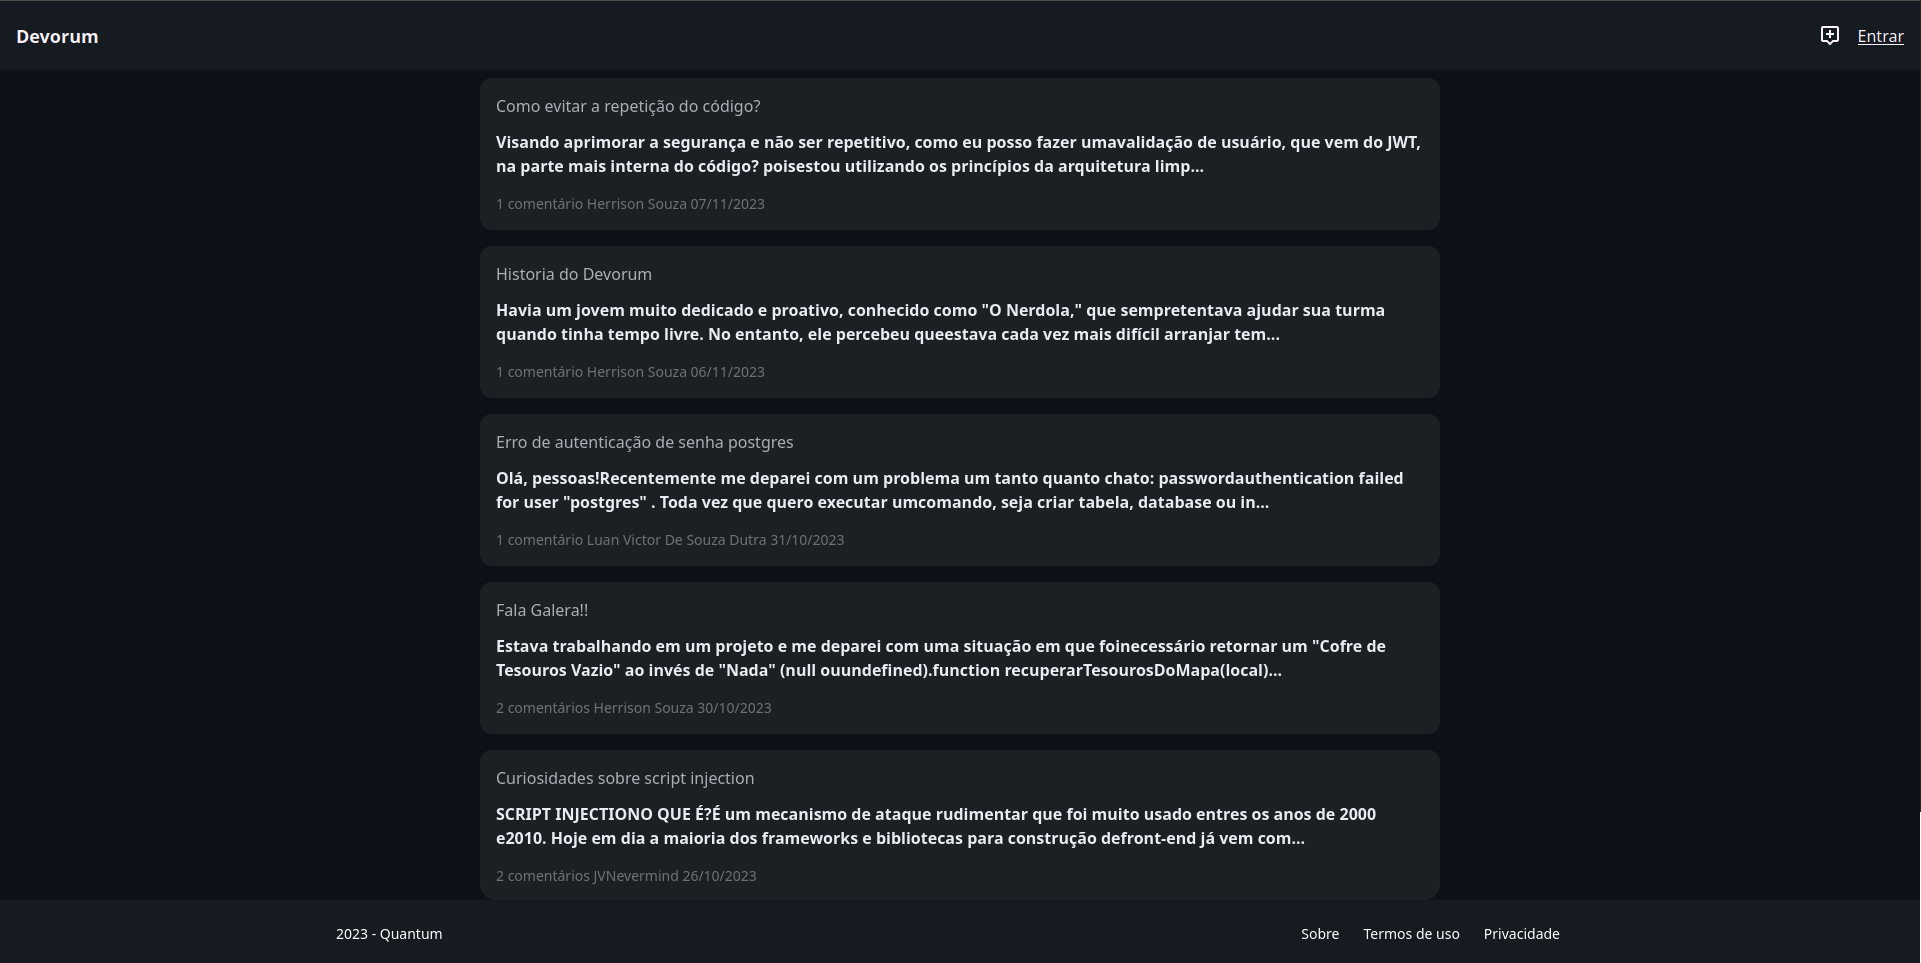 Devorum
Entrar
Como evitar a repetição do código?
Visando aprimorar a segurança e não ser repetitivo, como eu posso fazer umavalidação de usuário, que vem do JWT,
na parte mais interna do código? poisestou utilizando os princípios da arquitetura limp...
1 comentário Herrison Souza 07/11/2023
Historia do Devorum
Havia um jovem muito dedicado e proativo, conhecido como "O Nerdola," que sempretentava ajudar sua turma
quando tinha tempo livre. No entanto, ele percebeu queestava cada vez mais difícil arranjar tem...
1 comentário Herrison Souza 06/11/2023
Erro de autenticação de senha postgres
Olá, pessoas!Recentemente me deparei com um problema um tanto quanto chato: passwordauthentication failed
for user "postgres" . Toda vez que quero executar umcomando, seja criar tabela, database ou in...
1 comentário Luan Victor De Souza Dutra 31/10/2023
Fala Galera!!
Estava trabalhando em um projeto e me deparei com uma situação em que foinecessário retornar um "Cofre de
Tesouros Vazio" ao invés de "Nada" (null ouundefined).function recuperarTesourosDoMapa(local)...
2 comentários Herrison Souza 30/10/2023
Curiosidades sobre script injection
SCRIPT INJECTIONO QUE É?É um mecanismo de ataque rudimentar que foi muito usado entres os anos de 2000
e2010. Hoje em dia a maioria dos frameworks e bibliotecas para construção defront-end já vem com...
2 comentários JVNevermind 26/10/2023
2023 - Quantum
Sobre
Termos de uso
Privacidade